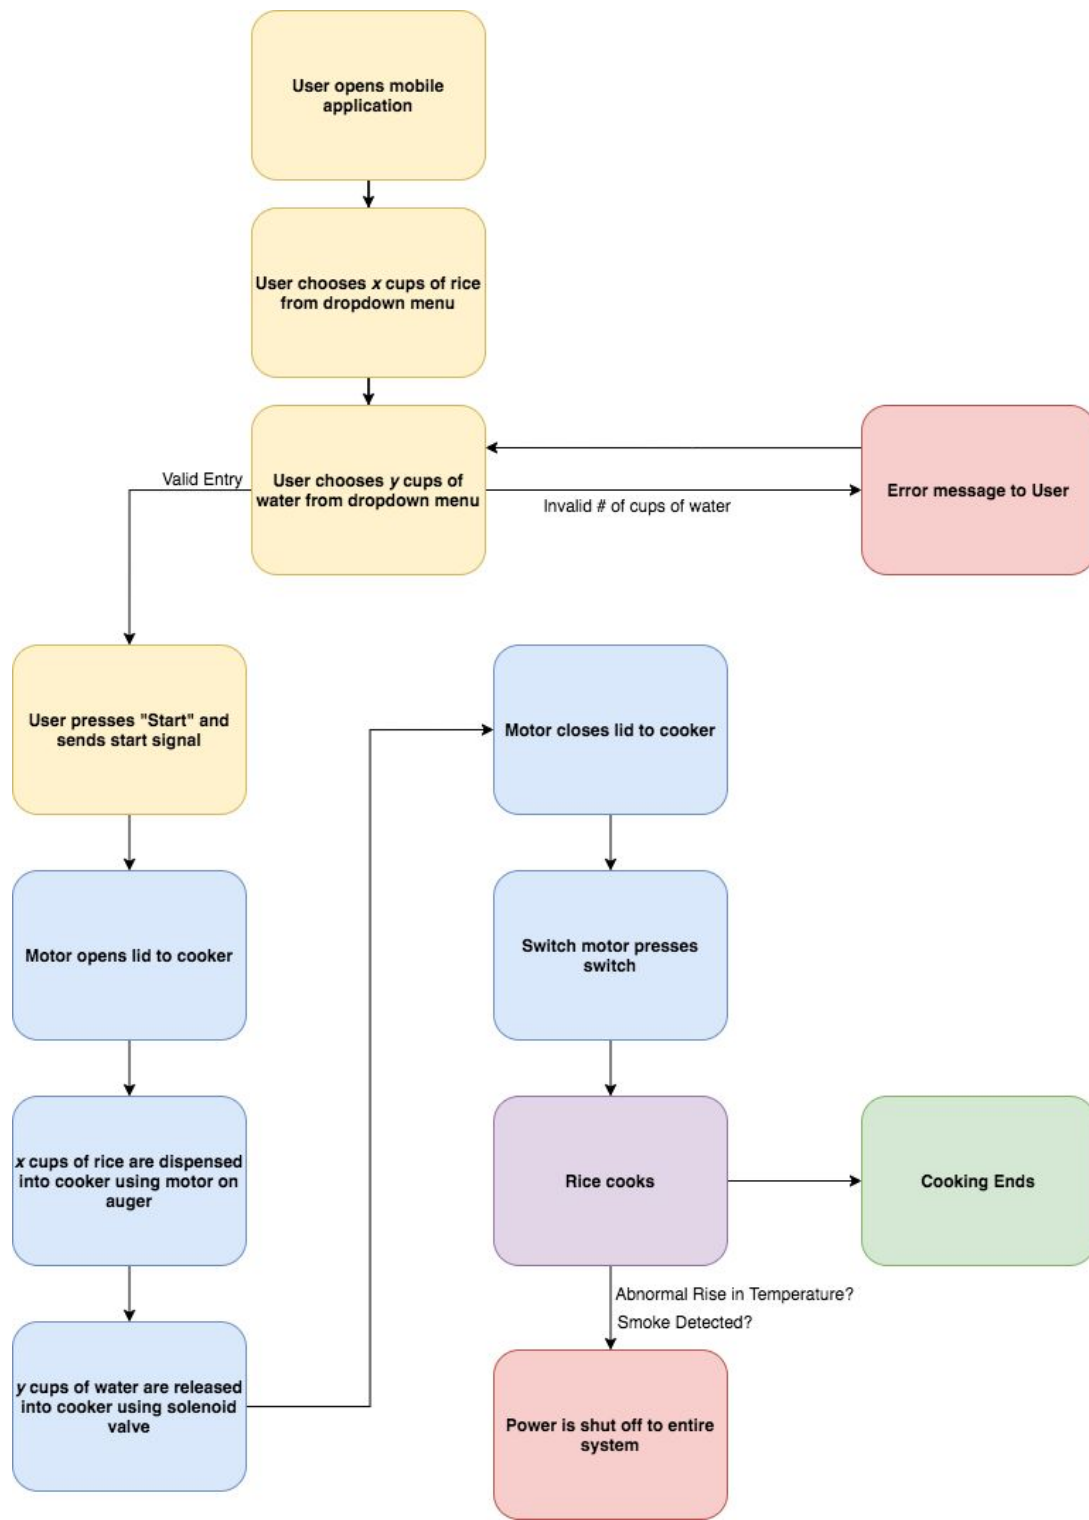 User opens mobile
application
User chooses x cups of rice
from dropdown menu
Valid Entry
User chooses y cups of
water from dropdown menu
Invalid # of cups of water
Error message to User
User presses "Start" and
sends start signal
Motor opens lid to cooker
x cups of rice are dispensed
into cooker using motor on
auger
y cups of water are released
into cooker using solenoid
valve
Motor closes lid to cooker
Switch motor presses
switch
Rice cooks
Cooking Ends
Abnormal Rise in Temperature?
Smoke Detected?
Power is shut off to entire
system